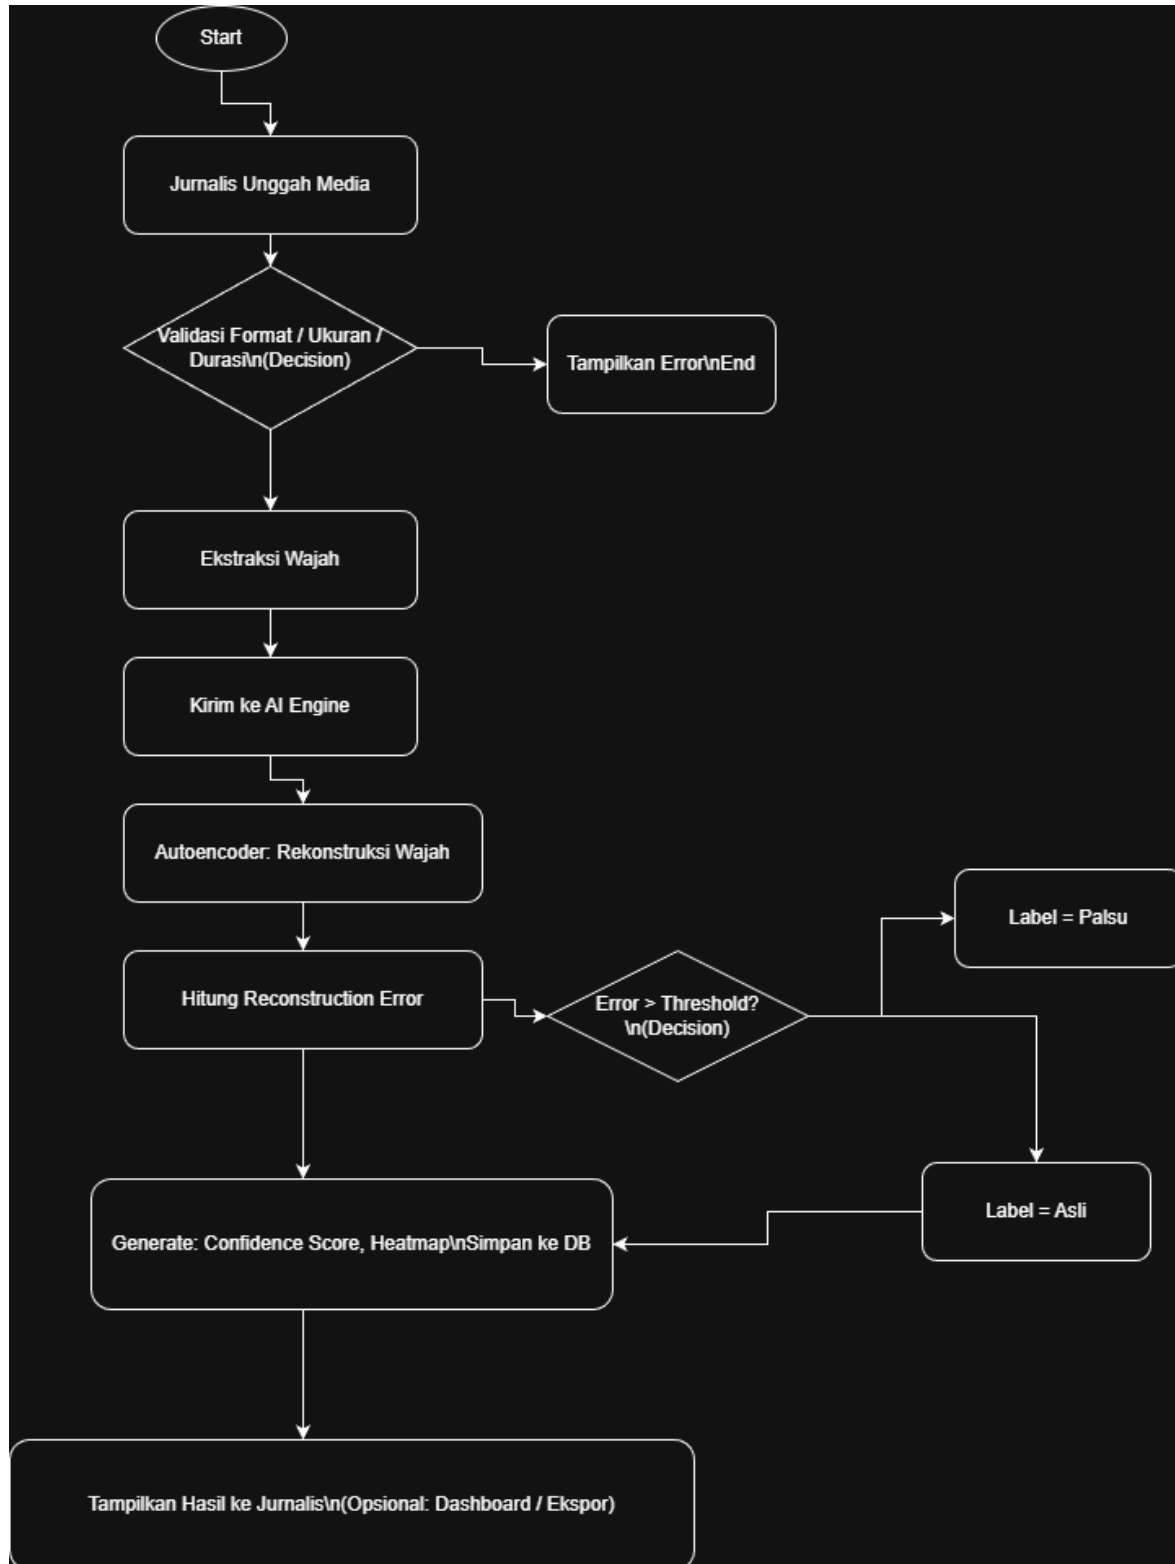 Start
Jurnalis Unggah Media
Validasi Format / Ukuran /
Durasi\n(Decision)
Tampilkan Error\nEnd
Ekstraksi Wajah
Kirim ke AI Engine
Autoencoder: Rekonstruksi Wajah
Label = Palsu
Hitung Reconstruction Error
Error > Threshold?
\n(Decision)
Label = Asli
Generate: Confidence Score, Heatmap\nSimpan ke DB
Tampilkan Hasil ke Jurnalis\n(Opsional: Dashboard / Ekspor)